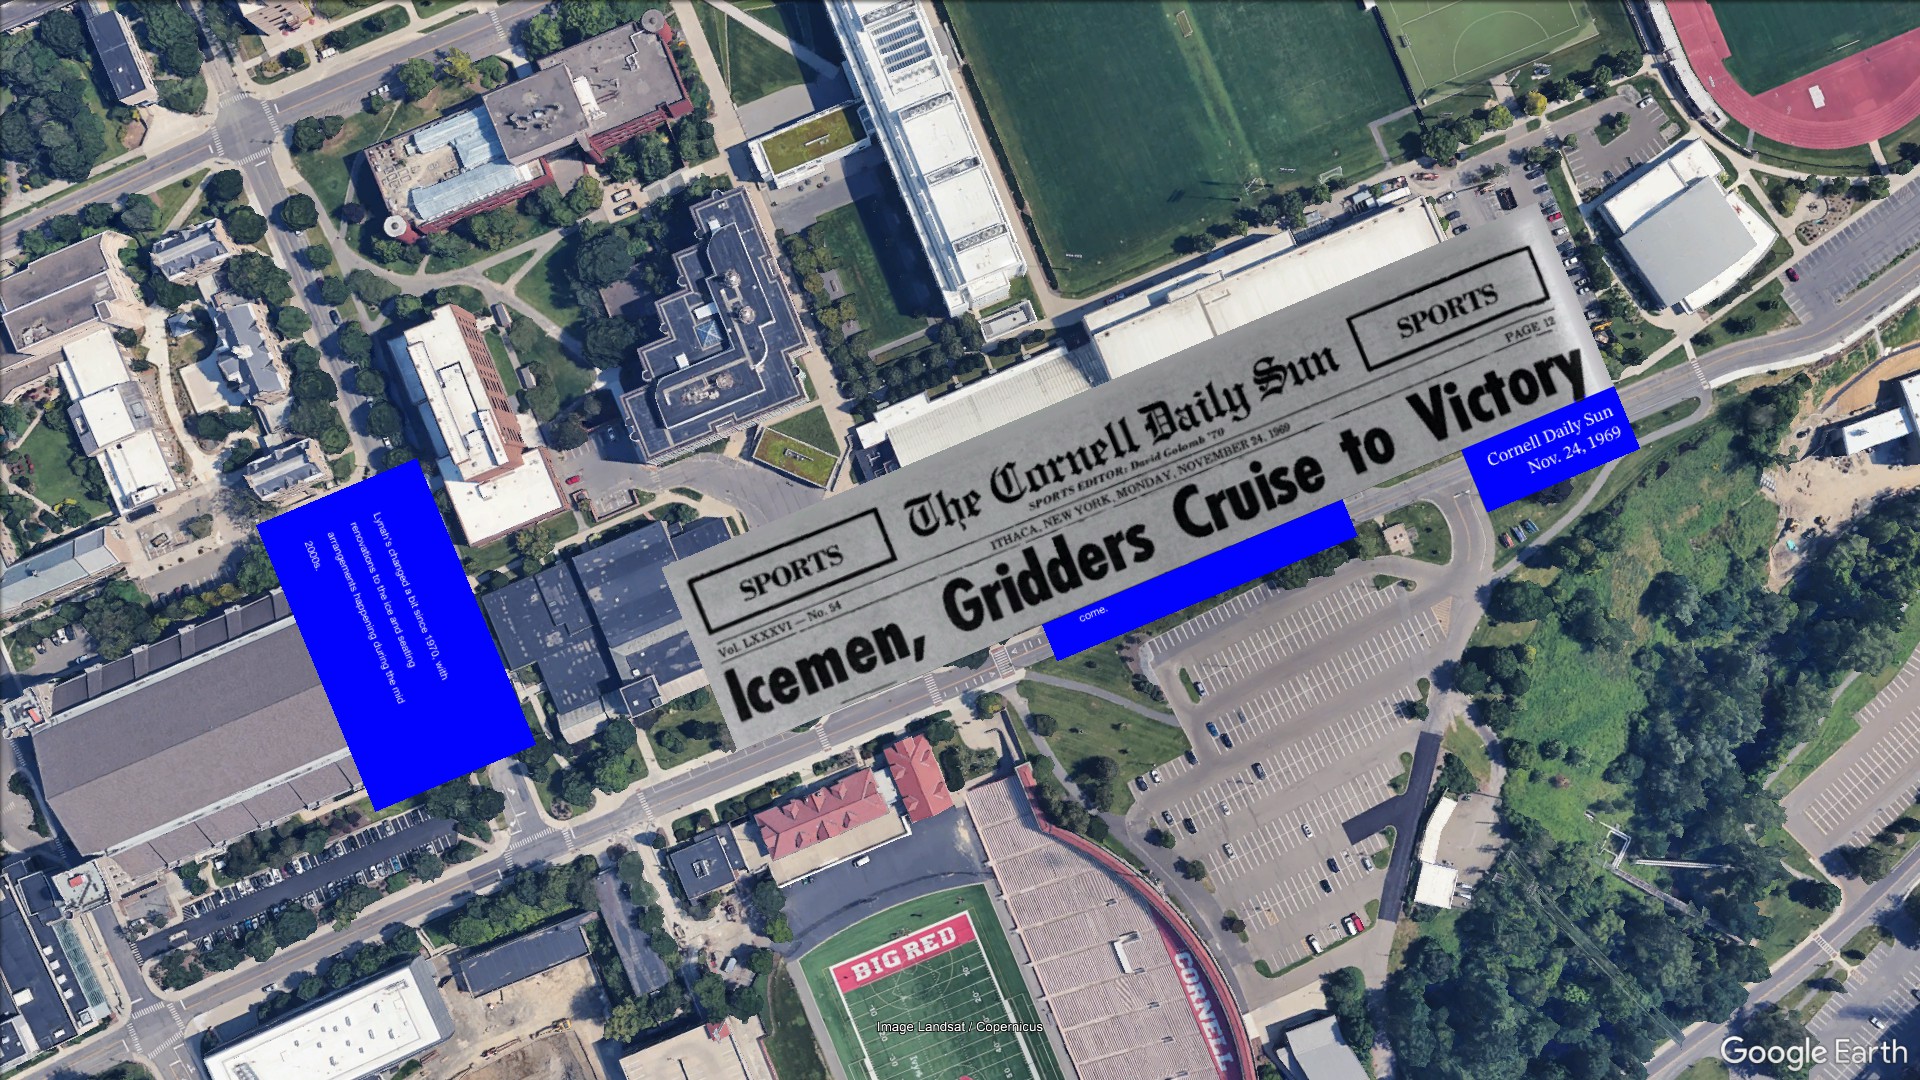 SPORTS
The Cornell Daily Sun
SPORTS
SPORTS EDITOR: David Golomb '70
Vol. LXXXVI — No. 54
ITHACA, NEW YORK, MONDAY, NOVEMBER 24, 1969
PAGE 12
Icemen, Gridders Cruise to Victory
Cornell Daily Sun
Nov. 24, 1969
come.
Lynah's changed a bit since 1970, with
renovations to the ice and seating
arrangements happening during the mid
2000s.
BIG RED
CORNELL
Image Landsat / Copernicus
Google Earth